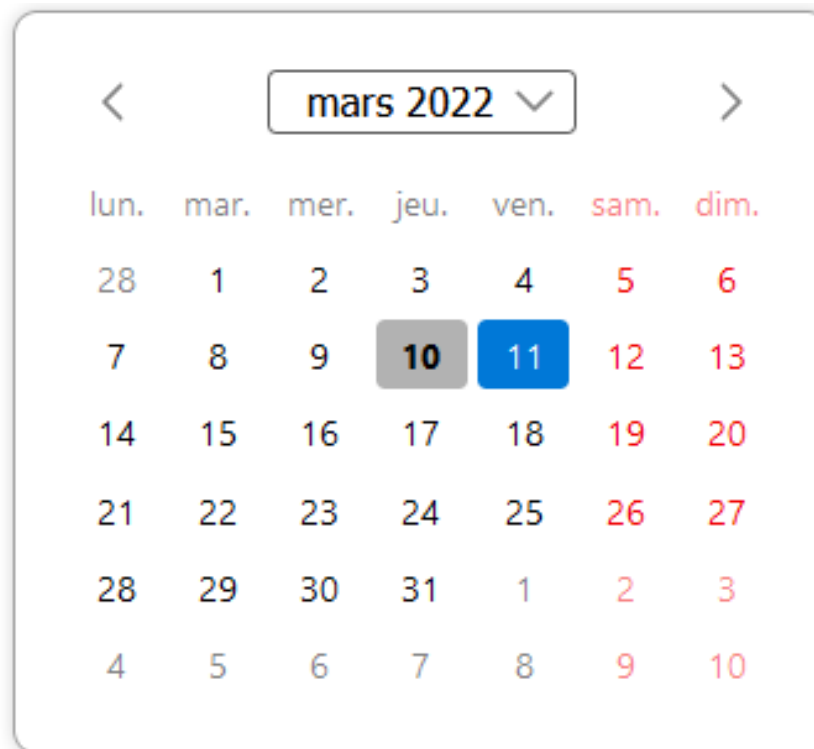 mars 2022
lun. mar. mer. jeu. ven. sam. dim.
28 1 2 3 4 5 6
7 8 9 10 11 12 13
14 15 16 17 18 19 20
21 22 23 24 25 26 27
28 29 30 31 1 2 3
4 5 6 7 8 9 10